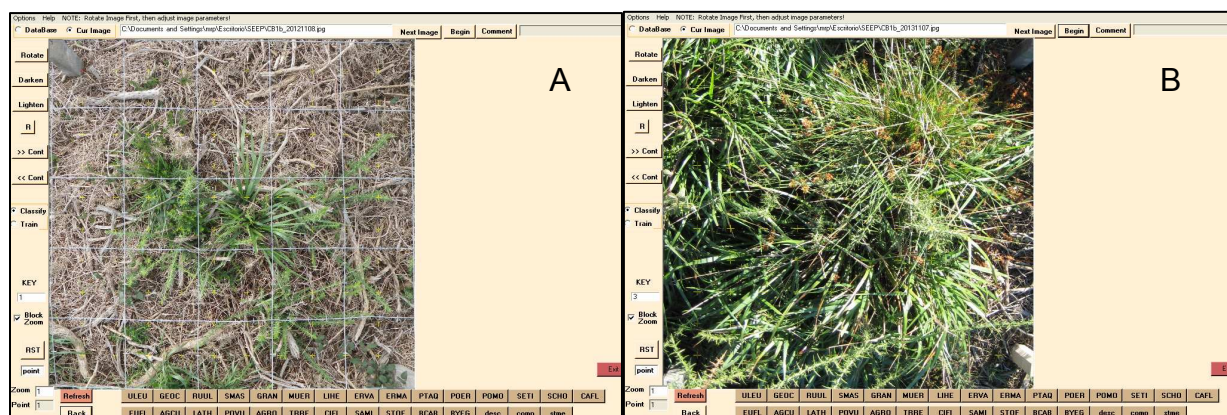 Options Help NOTE: Rotate Image First, then adjust image parameters!
DataBase Cur Image C:\Documents and Settings\mrp\Escritorio\SEEP\CB1b_20121108.jpg Next Image Begin Comment
A
Rotate
Darken
Lighten
R
>> Cont
<< Cont
Classify
Train
KEY
1
Block Zoom
RST
point
Exit
Zoom 1 Refresh ULEU GEOC RUUL SMAS GRAN MUER LIHE ERVA ERMA PTAQ POER POMO SETI SCHO CAFL
Point 1 Back EUFL AGCU LATH POVU AGRO TRRE CIFI SAMI STOF BCAR BYEG desc comp stme
Options Help NOTE: Rotate Image First, then adjust image parameters!
DataBase Cur Image C:\Documents and Settings\mrp\Escritorio\SEEP\CB1b_20131107.jpg Next Image Begin Comment
B
Rotate
Darken
Lighten
R
>> Cont
<< Cont
Classify
Train
KEY
3
Block Zoom
RST
point
Zoom 1 Refresh ULEU GEOC RUUL SMAS GRAN MUER LIHE ERVA ERMA PTAQ POER POMO SETI SCHO CAFL
Point 1 Back EUFL AGCU LATH POVU AGRO TRRE CIFI SAMI STOF BCAR BYEG desc comp stme